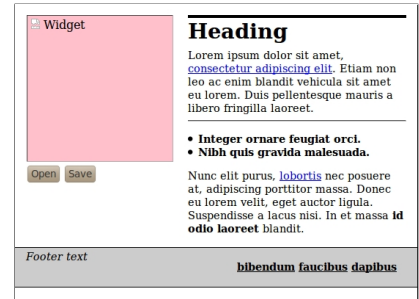 Widget
Open Save
Heading
Lorem ipsum dolor sit amet,
consectetur adipiscing elit. Etiam non
leo ac enim blandit vehicula sit amet
eu lorem. Duis pellentesque mauris a
libero fringilla laoreet.
Integer ornare feugiat orci.
Nibh quis gravida malesuada.
Nunc elit purus, lobortis nec posuere
at, adipiscing porttitor massa. Donec
eu lorem velit, eget auctor ligula.
Suspendisse a lacus nisi. In et massa id
odio laoreet blandit.
Footer text
bibendum faucibus dapibus